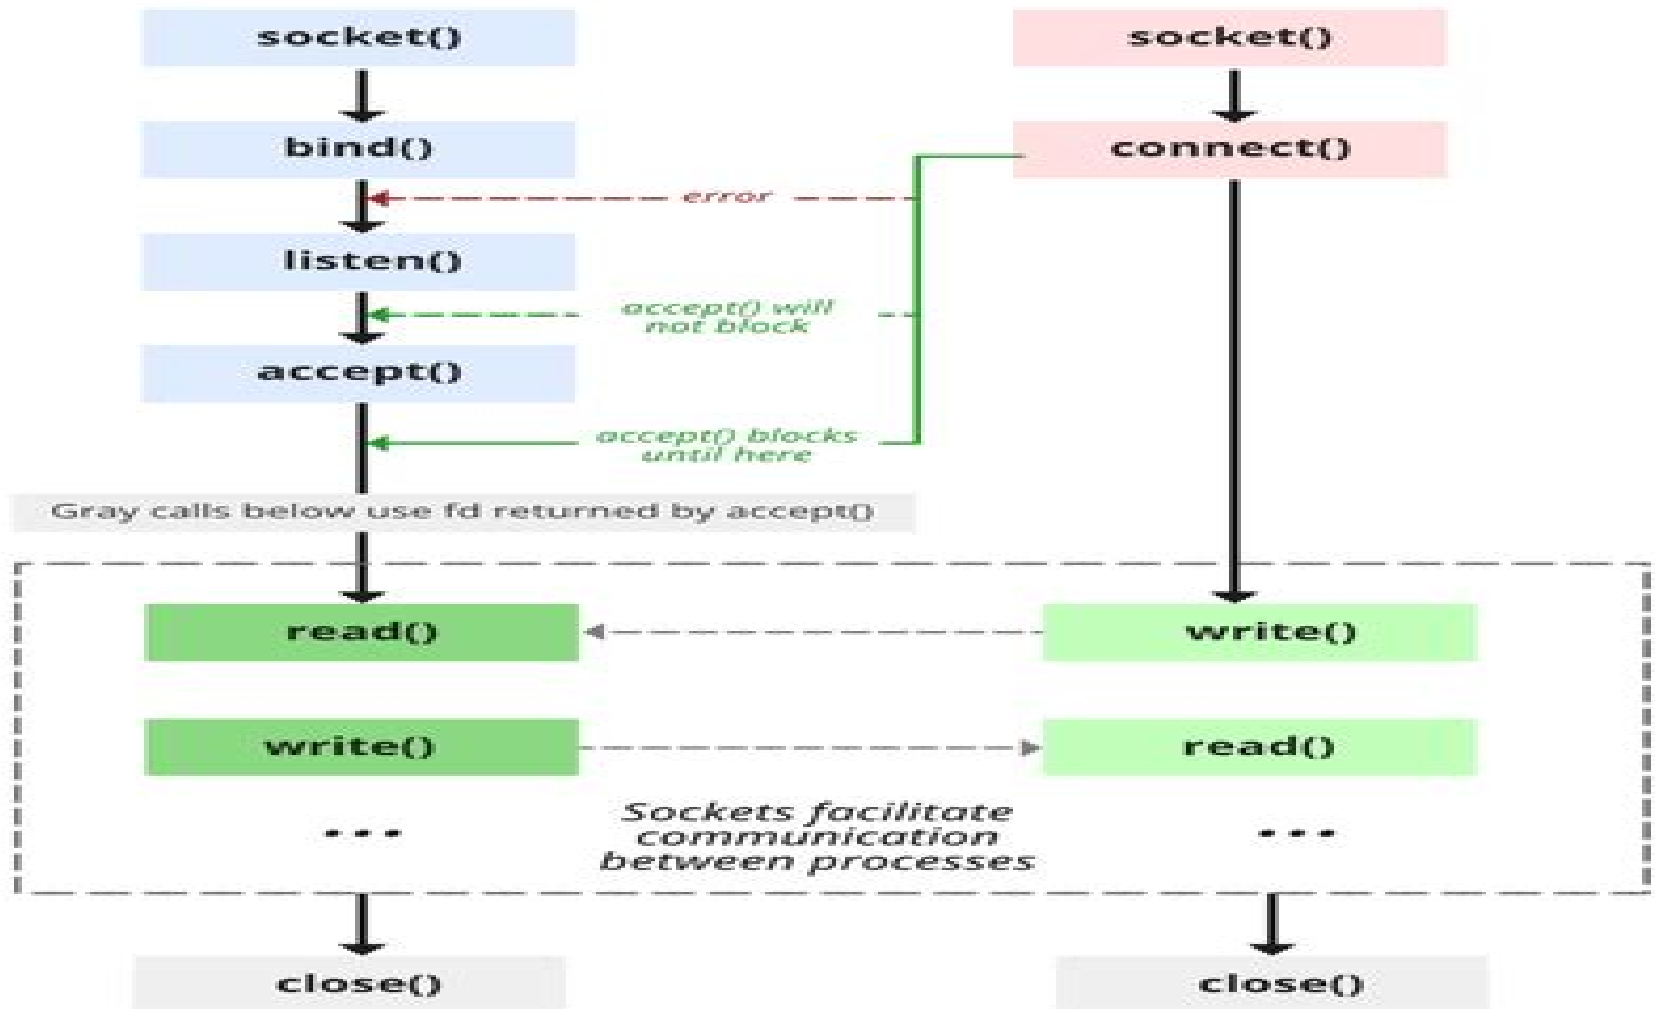 socket()
socket()
bind()
connect()
error
listen()
accept() will
not block
accept()
accept() blocks
until here
Gray calls below use fd returned by accept()
read()
write()
write()
read()
...
Sockets facilitate
communication
between processes
...
close()
close()